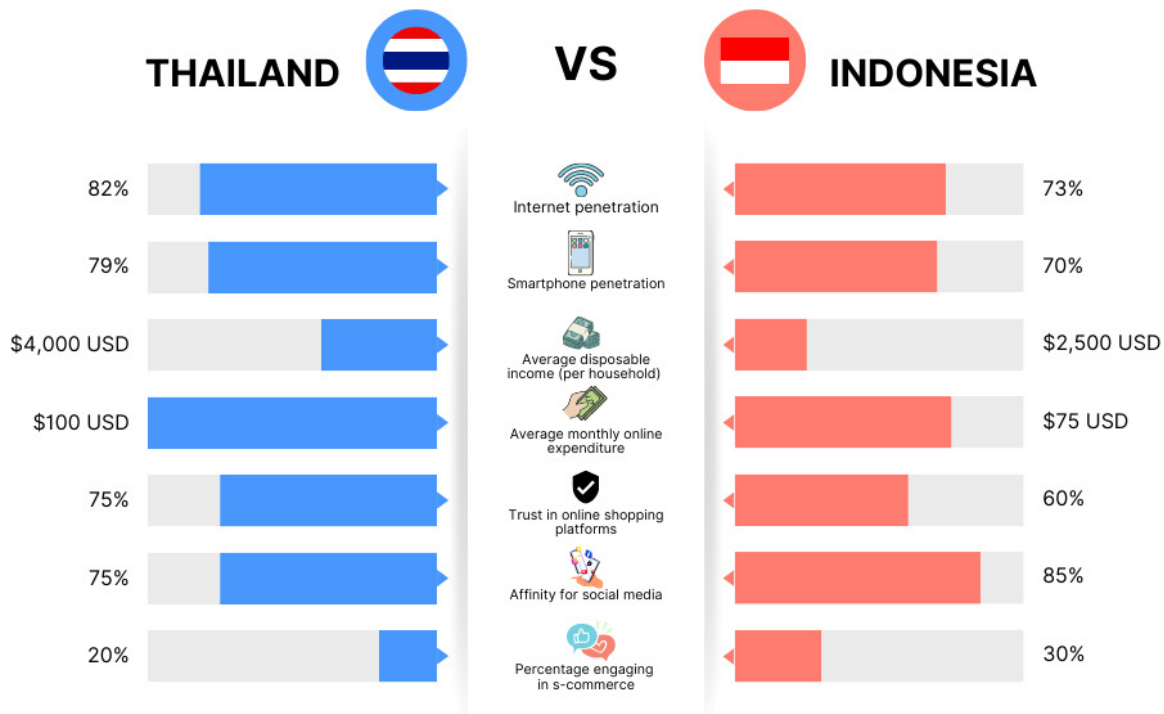 THAILAND
VS
INDONESIA
82%
Internet penetration
73%
79%
Smartphone penetration
70%
$4,000 USD
Average disposable
income (per household)
$2,500 USD
$100 USD
Average monthly online
expenditure
$75 USD
75%
Trust in online shopping
platforms
60%
75%
Affinity for social media
85%
20%
Percentage engaging
in s-commerce
30%